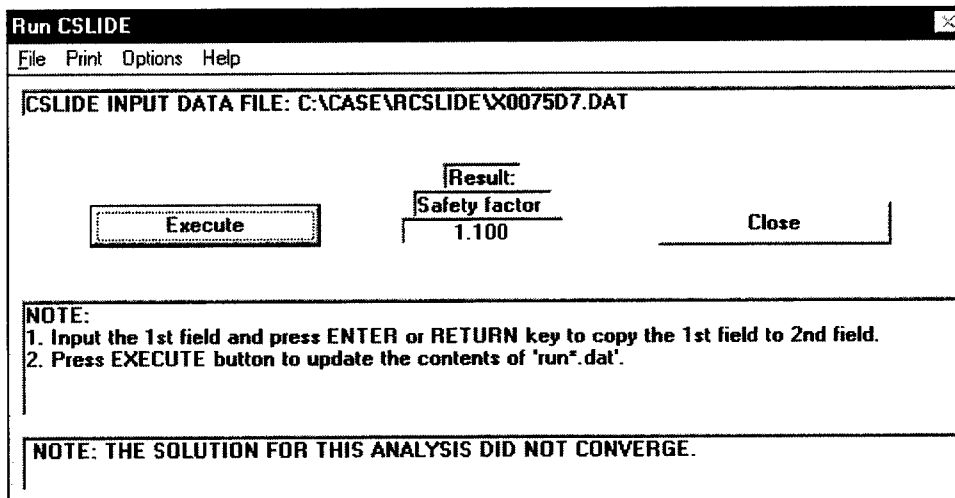 Run CSLIDE
File Print Options Help
CSLIDE INPUT DATA FILE: C:\CASE\RCSLIDE\X0075D7.DAT
Result:
Safety factor
Execute
1.100
Close
NOTE:
1. Input the 1st field and press ENTER or RETURN key to copy the 1st field to 2nd field.
2. Press EXECUTE button to update the contents of 'run*.dat'.
NOTE: THE SOLUTION FOR THIS ANALYSIS DID NOT CONVERGE.